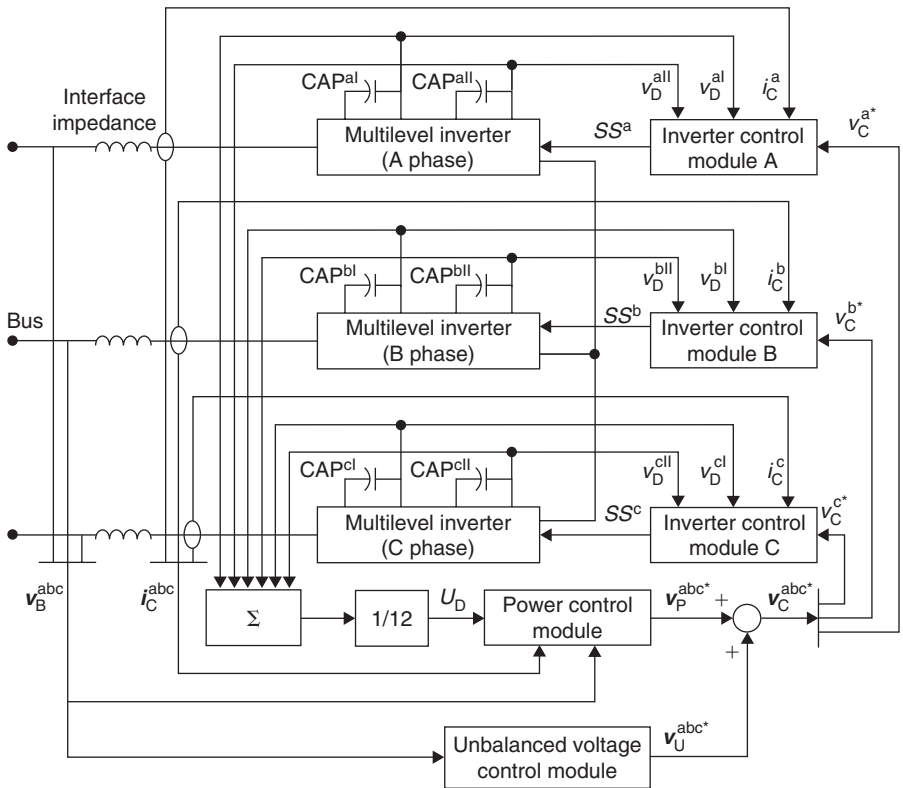 CAP^aI CAP^aII v_D^aII v_D^aI i_C^a
Interface
impedance
Multilevel inverter
(A phase)
SS^a
Inverter control
module A
v_C^a*
CAP^bI CAP^bII v_D^bII v_D^bI i_C^b
Bus
Multilevel inverter
(B phase)
SS^b
Inverter control
module B
v_C^b*
CAP^cI CAP^cII v_D^cII v_D^cI i_C^c
Multilevel inverter
(C phase)
SS^c
Inverter control
module C
v_C^c*
v_B^abc i_C^abc
Σ
1/12
U_D
Power control
module
v_P^abc* +
+
v_C^abc*
Unbalanced voltage
control module
v_U^abc*